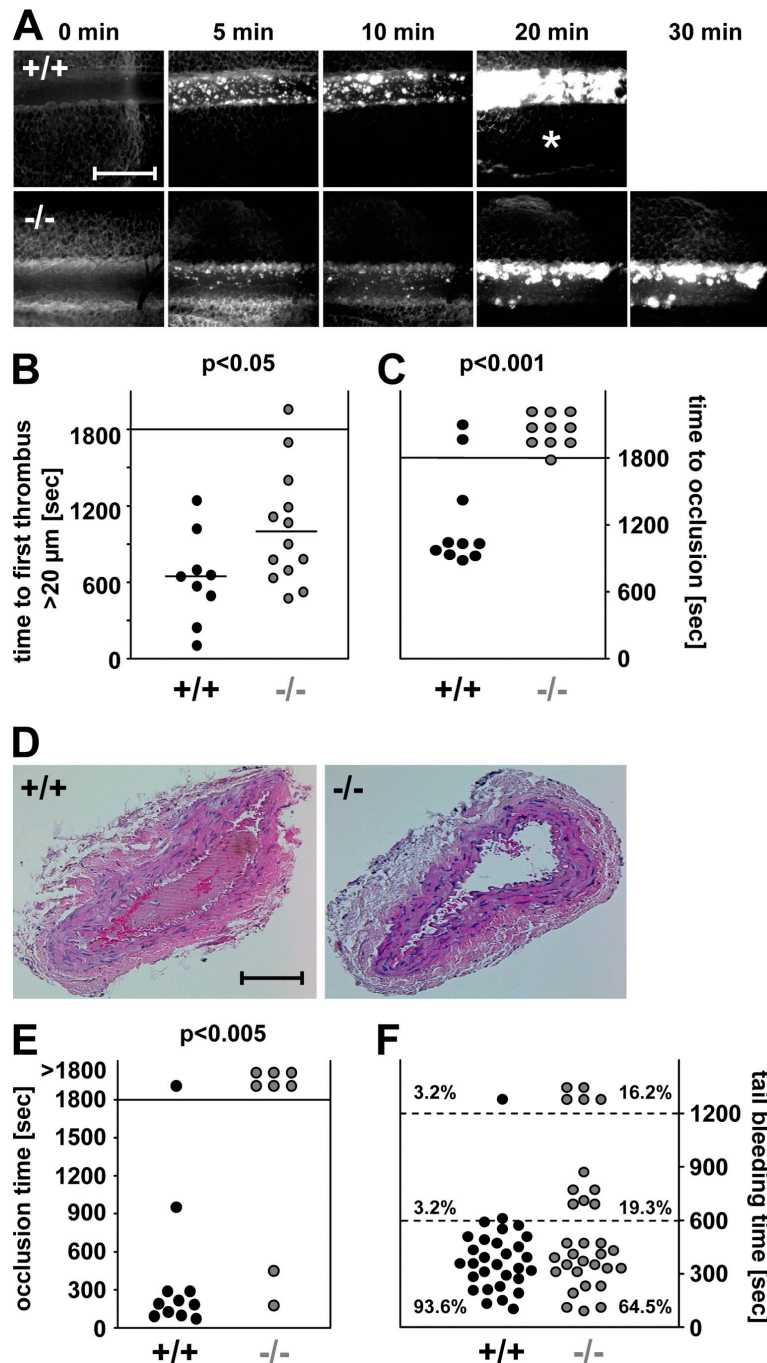 A
0 min 5 min 10 min 20 min 30 min
+/+
*
-/-
B
p<0.05
time to first thrombus
>20 µm [sec]
1800
1200
600
0
+/+ -/-
C
p<0.001
1800
1200
600
0
time to occlusion
[sec]
+/+ -/-
D
+/+
-/-
E
p<0.005
occlusion time [sec]
>1800
1800
1500
1200
900
600
300
0
+/+ -/-
F
3.2% 16.2%
3.2% 19.3%
93.6% 64.5%
1200
900
600
300
0
tail bleeding time
[sec]
+/+ -/-